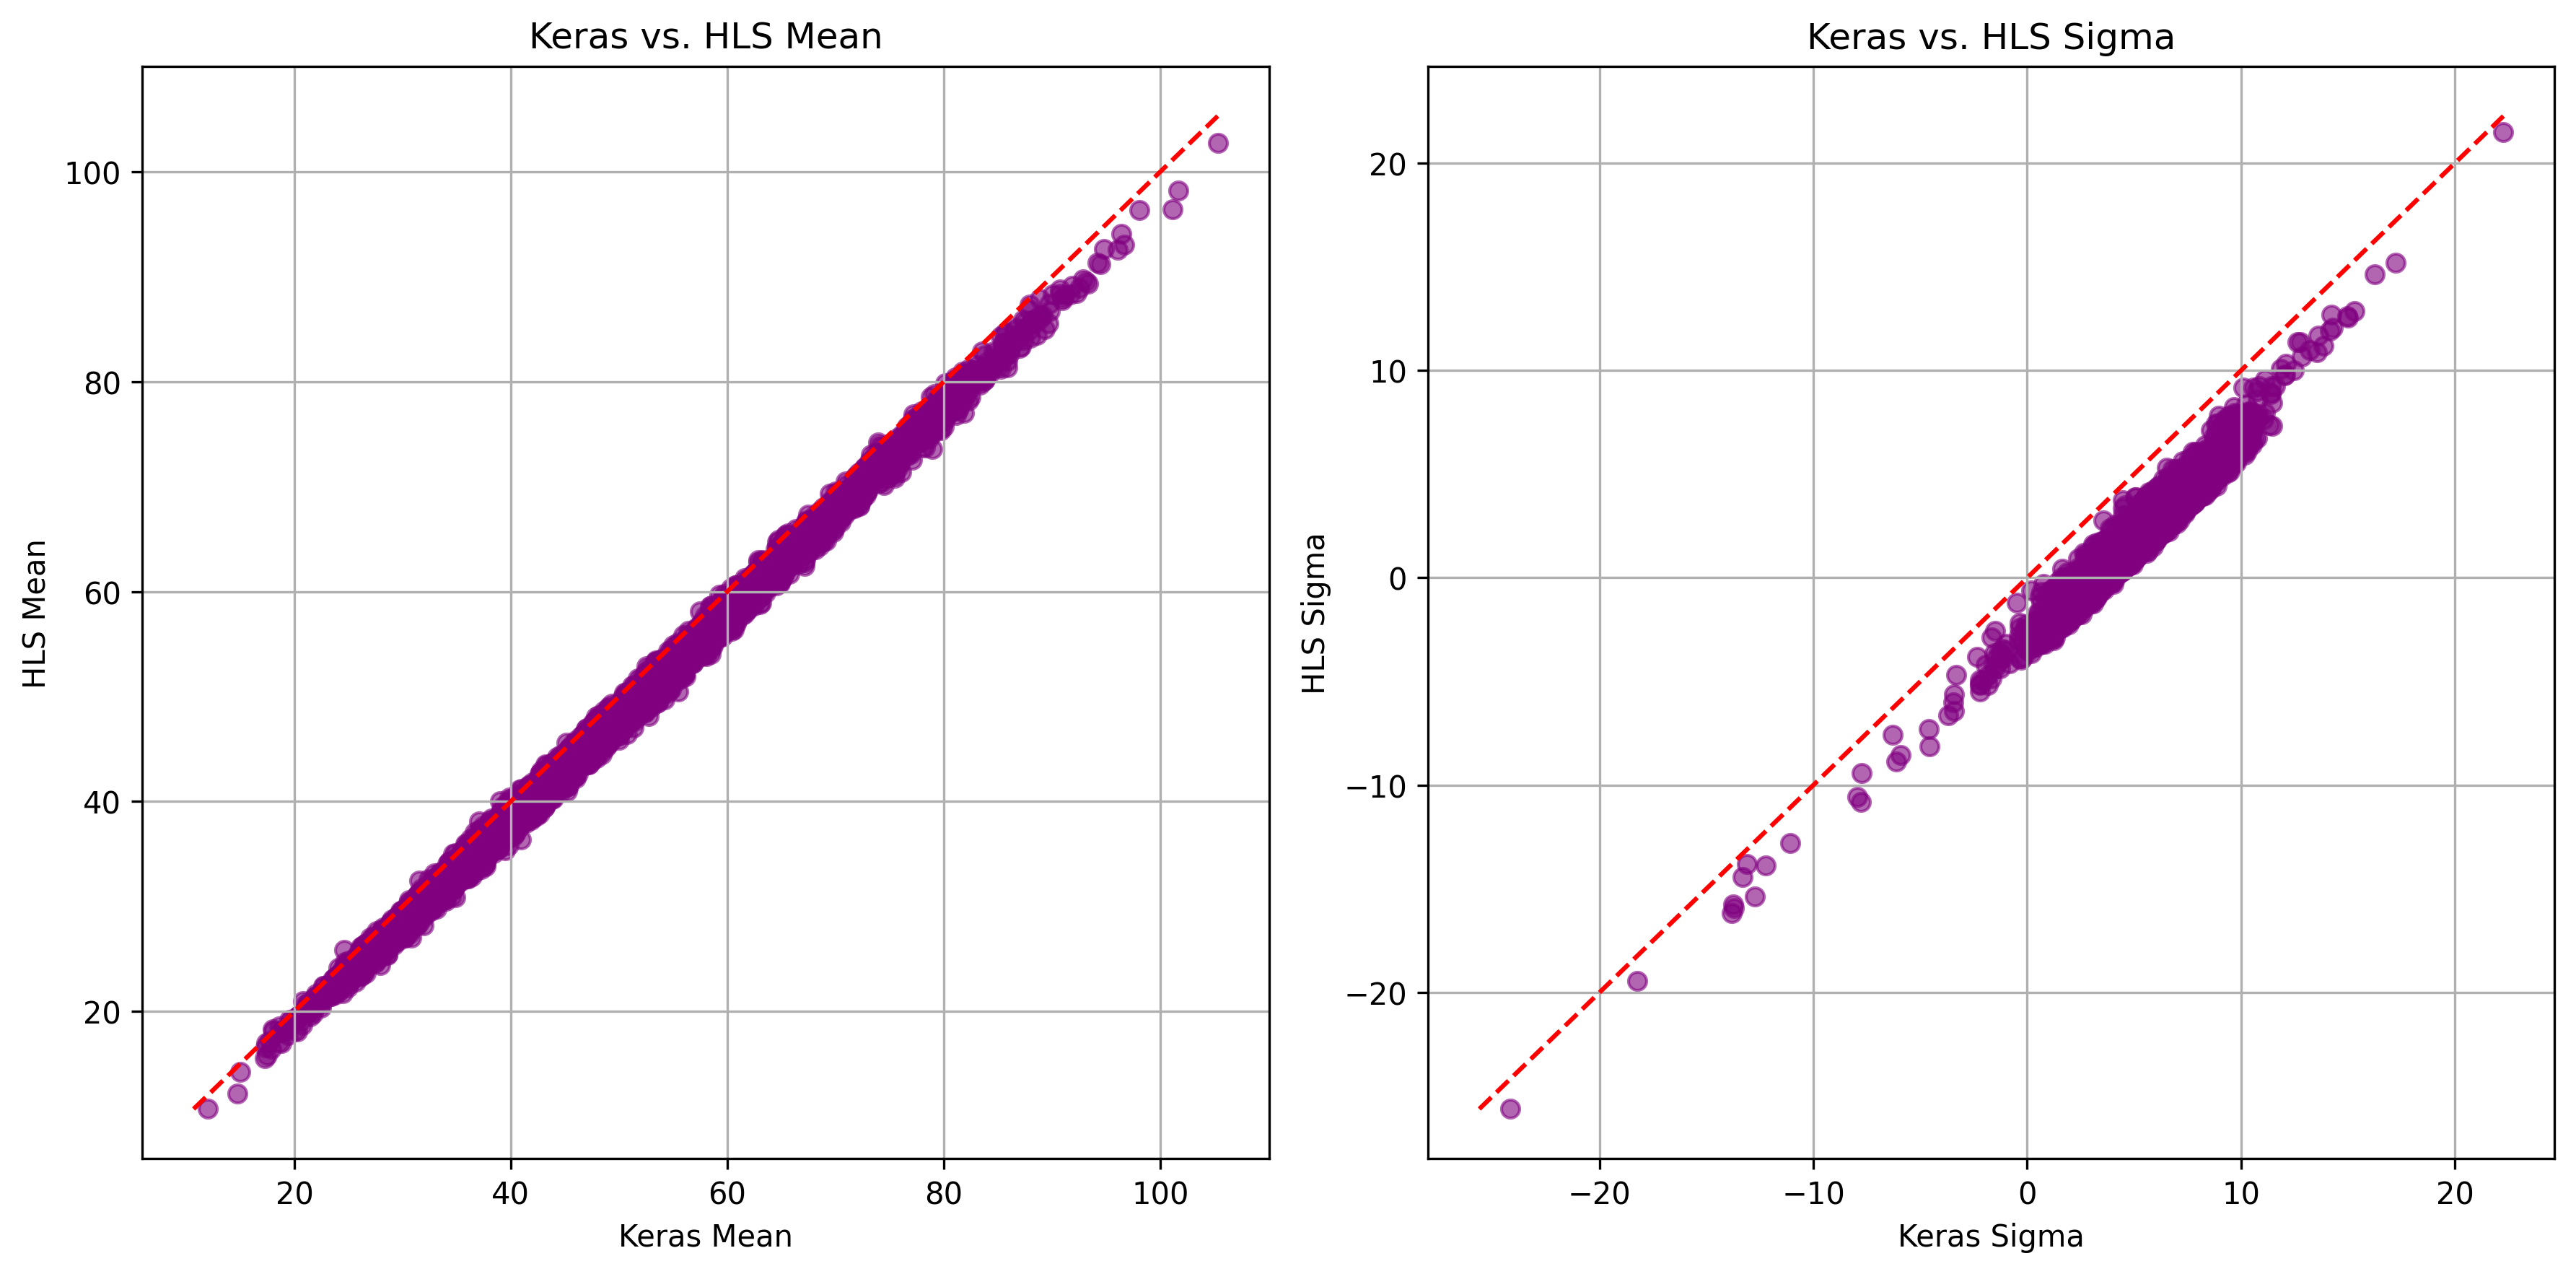 Keras vs. HLS Mean
100
80
60
40
20
HLS Mean
20 40 60 80 100
Keras Mean
Keras vs. HLS Sigma
20
10
0
−10
−20
HLS Sigma
−20 −10 0 10 20
Keras Sigma